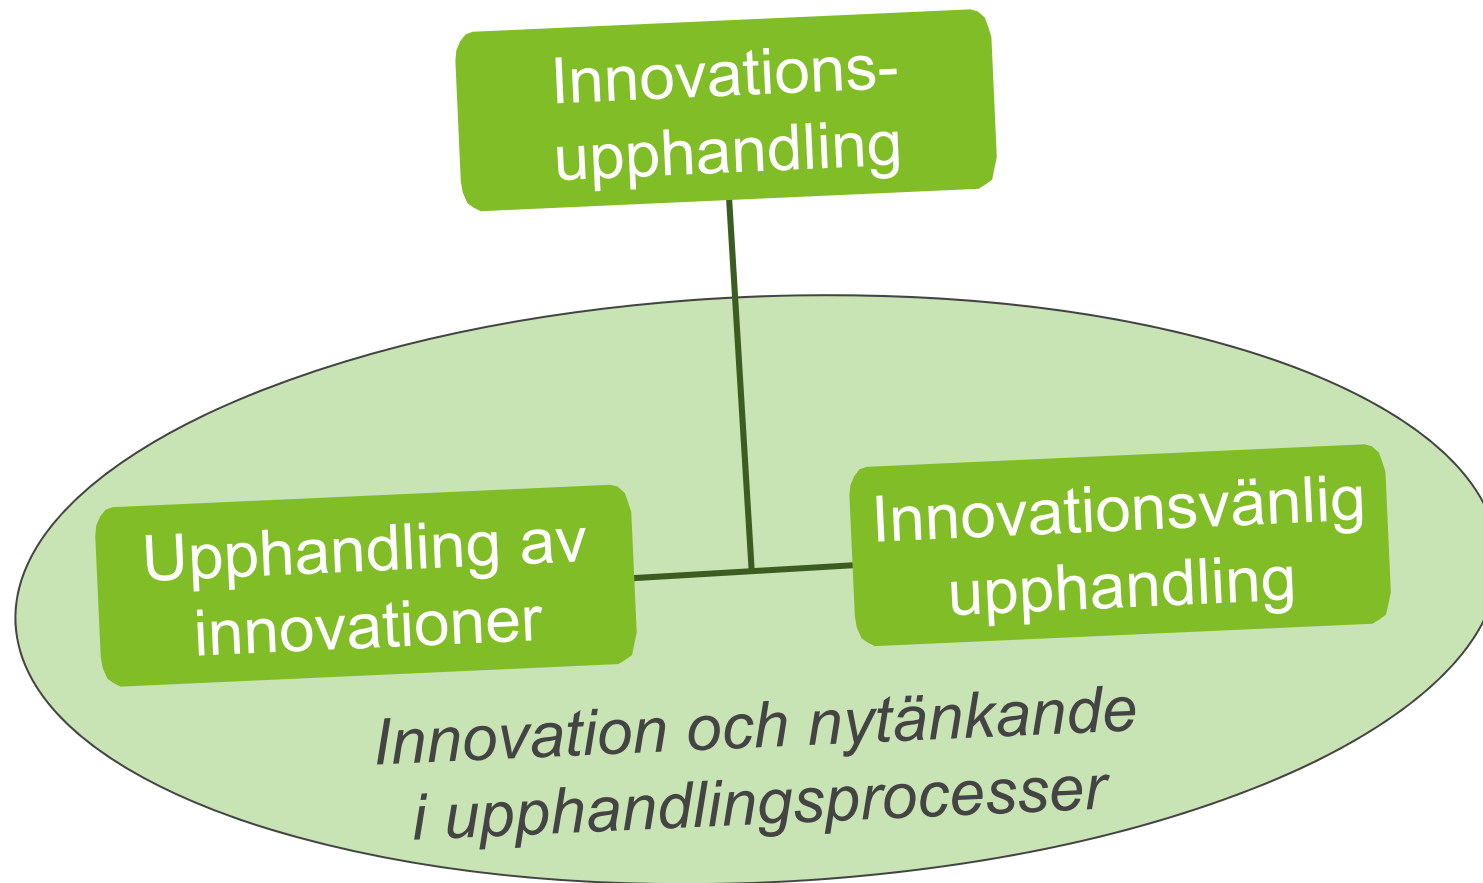 Innovations-
upphandling
Upphandling av
innovationer
Innovationsvänlig
upphandling
Innovation och nytänkande
i upphandlingsprocesser